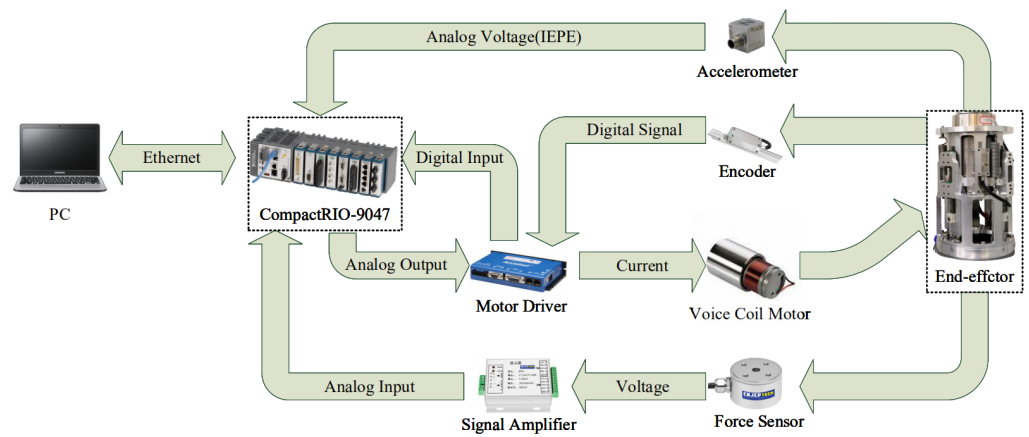 Analog Voltage(IEPE)
Accelerometer
Digital Signal
Encoder
Ethernet
Digital Input
PC
CompactRIO-9047
Analog Output
Motor Driver
Current
Voice Coil Motor
End-effctor
Analog Input
Signal Amplifier
Voltage
Force Sensor